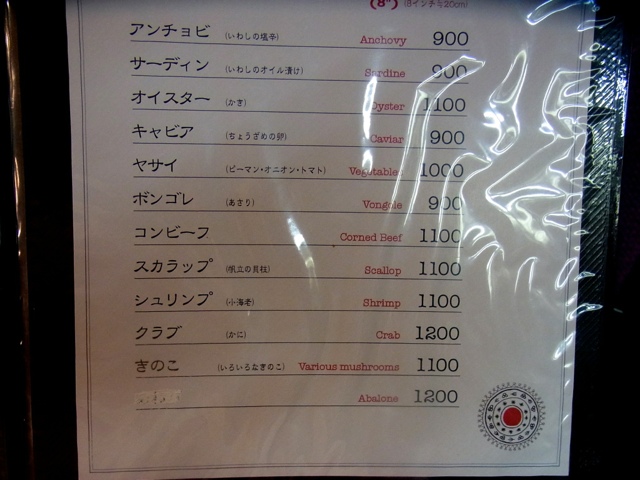 (8") (8インチ≒20cm)
アンチョビ (いわしの塩辛) Anchovy 900
サーディン (いわしのオイル漬け) Sardine 900
オイスター (かき) Oyster 1100
キャビア (ちょうざめの卵) Caviar 900
ヤサイ (ピーマン・オニオン・トマト) Vegetables 1000
ボンゴレ (あさり) Vongole 900
コンビーフ Corned Beef 1100
スカラップ (帆立の貝柱) Scallop 1100
シュリンプ (小海老) Shrimp 1100
クラブ (かに) Crab 1200
きのこ (いろいろなきのこ) Various mushrooms 1100
Abalone 1200